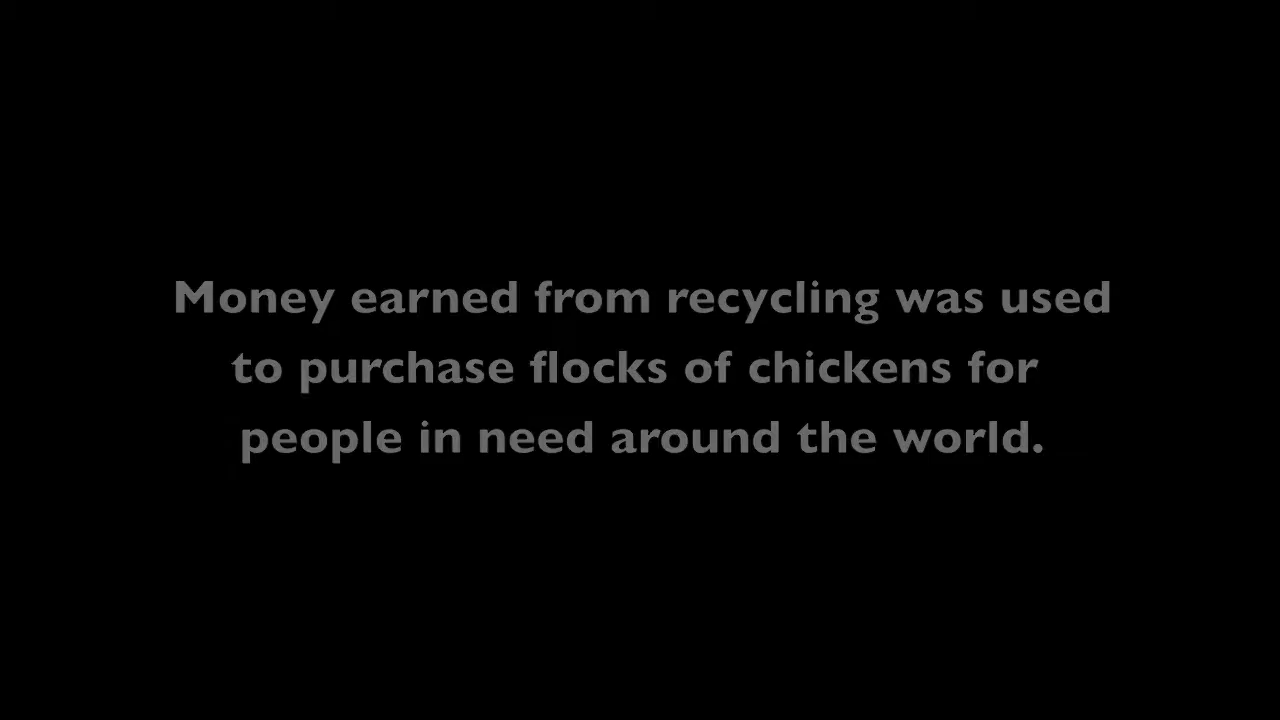 Money earned from recycling was used
to purchase flocks of chickens for
people in need around the world.